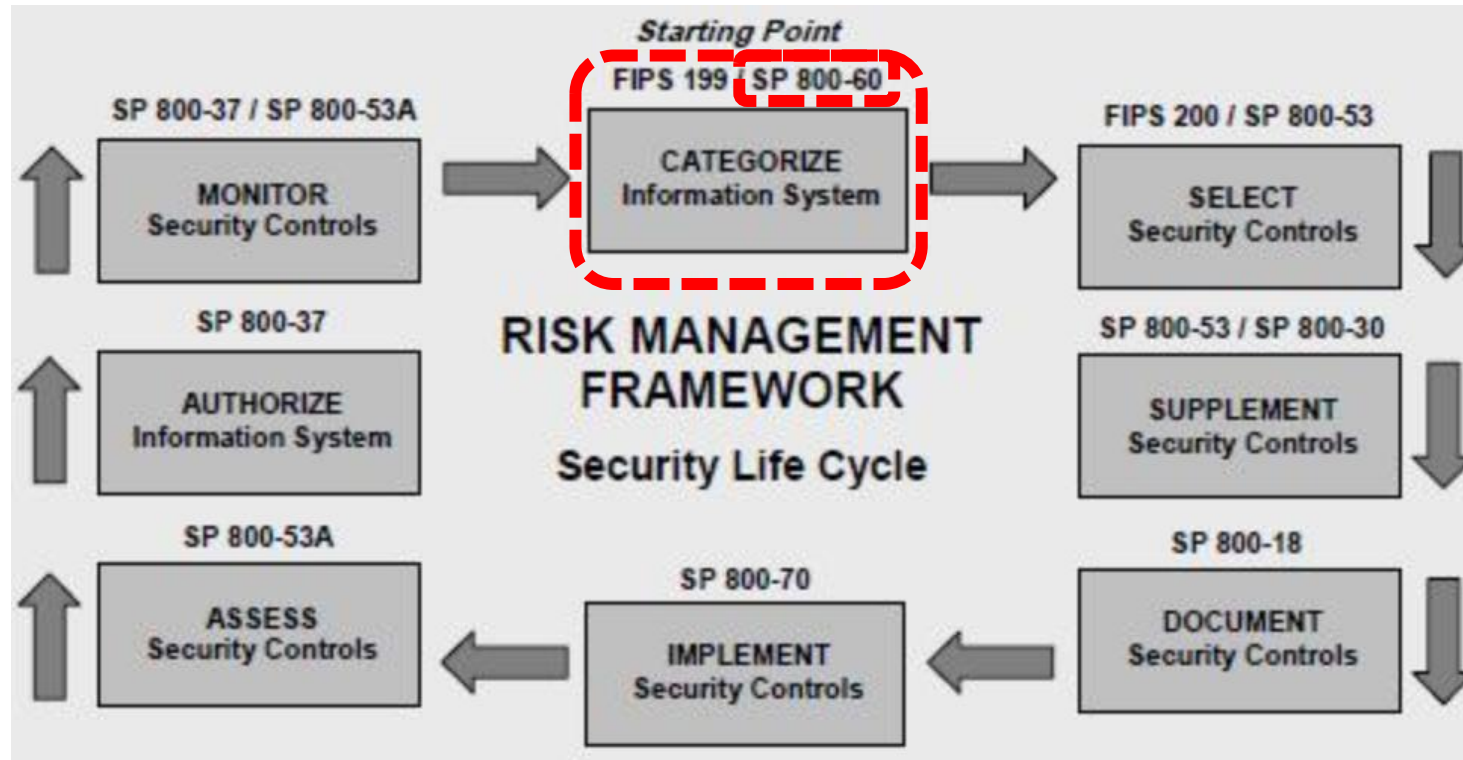 Starting Point
FIPS 199 / SP 800-60
CATEGORIZE
Information System
SP 800-37 / SP 800-53A
MONITOR
Security Controls
FIPS 200 / SP 800-53
SELECT
Security Controls
RISK MANAGEMENT
FRAMEWORK
Security Life Cycle
SP 800-37
AUTHORIZE
Information System
SP 800-53 / SP 800-30
SUPPLEMENT
Security Controls
SP 800-53A
ASSESS
Security Controls
SP 800-70
IMPLEMENT
Security Controls
SP 800-18
DOCUMENT
Security Controls